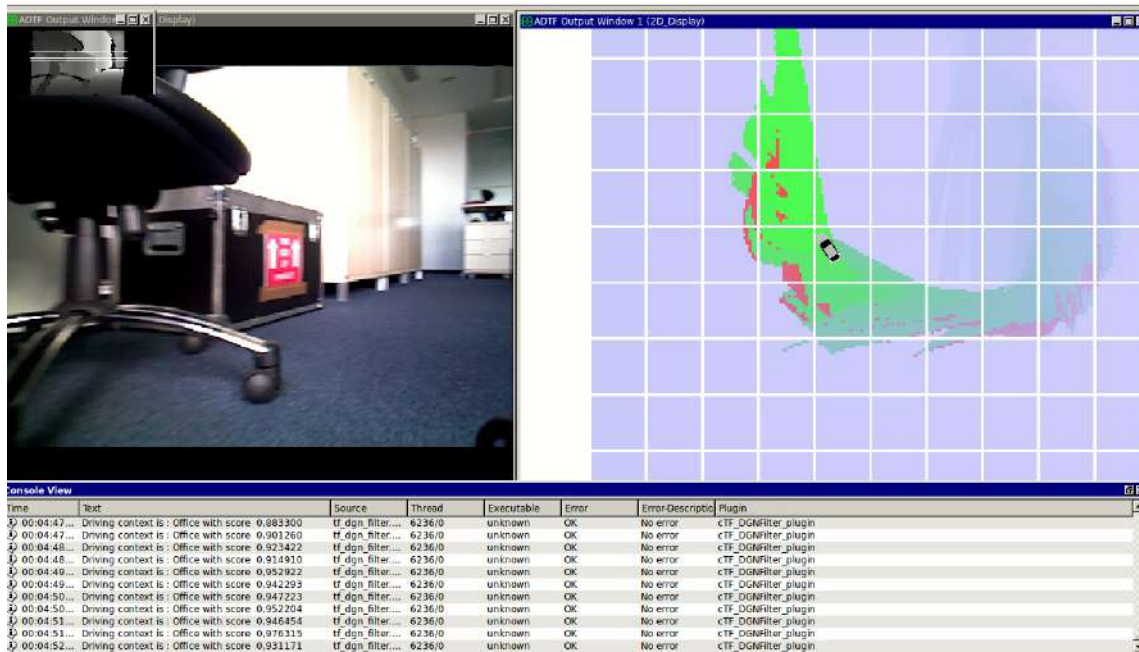 ADTF Output Window
Display)
ADTF Output Window 1 (2D_Display)
Console View
Time Text Source Thread Executable Error Error-Descriptio Plugin
00:04:47... Driving context is : Office with score 0.883300 tf_dgn_filter.... 6236/0 unknown OK No error cTF_DGNFilter_plugin
00:04:47... Driving context is : Office with score 0.901260 tf_dgn_filter.... 6236/0 unknown OK No error cTF_DGNFilter_plugin
00:04:48... Driving context is : Office with score 0.923422 tf_dgn_filter.... 6236/0 unknown OK No error cTF_DGNFilter_plugin
00:04:48... Driving context is : Office with score 0.914910 tf_dgn_filter.... 6236/0 unknown OK No error cTF_DGNFilter_plugin
00:04:49... Driving context is : Office with score 0.952922 tf_dgn_filter.... 6236/0 unknown OK No error cTF_DGNFilter_plugin
00:04:49... Driving context is : Office with score 0.942293 tf_dgn_filter.... 6236/0 unknown OK No error cTF_DGNFilter_plugin
00:04:50... Driving context is : Office with score 0.947223 tf_dgn_filter.... 6236/0 unknown OK No error cTF_DGNFilter_plugin
00:04:50... Driving context is : Office with score 0.952204 tf_dgn_filter.... 6236/0 unknown OK No error cTF_DGNFilter_plugin
00:04:51... Driving context is : Office with score 0.946454 tf_dgn_filter.... 6236/0 unknown OK No error cTF_DGNFilter_plugin
00:04:51... Driving context is : Office with score 0.976315 tf_dgn_filter.... 6236/0 unknown OK No error cTF_DGNFilter_plugin
00:04:52... Driving context is : Office with score 0.931171 tf_dgn_filter.... 6236/0 unknown OK No error cTF_DGNFilter_plugin